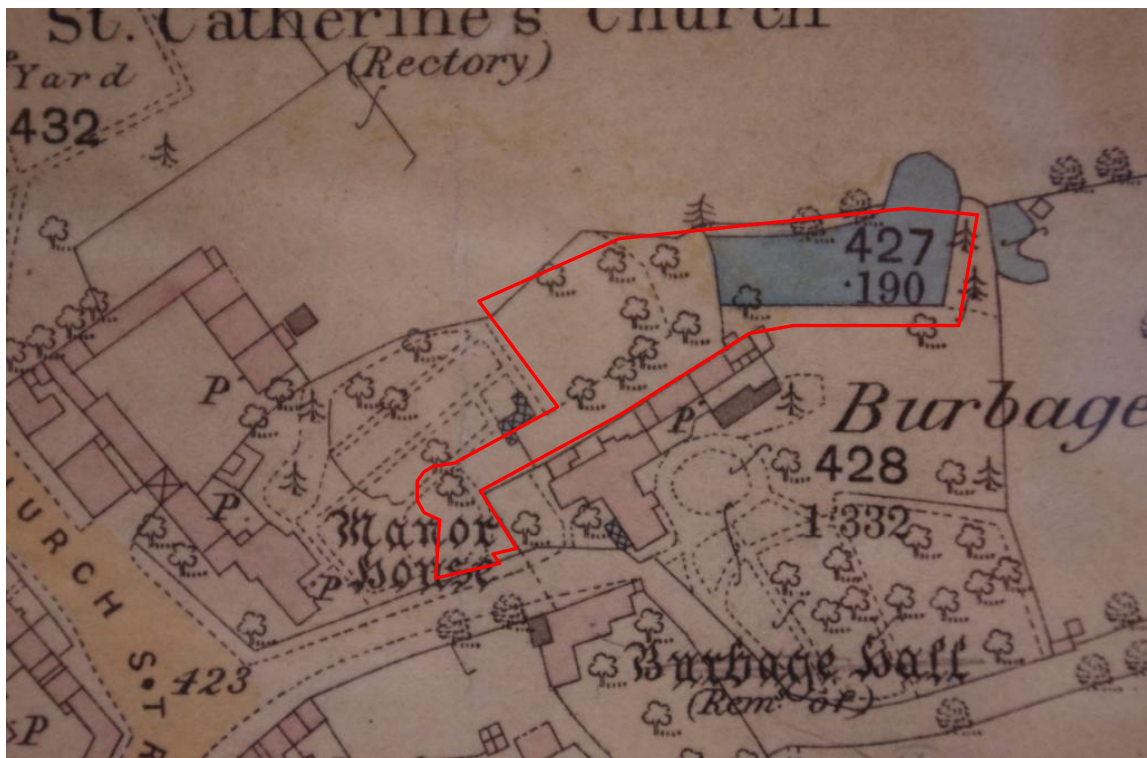 St. Catherine's Church
(Rectory)
Yard
432
427
·190
P
P
Burbage
428
1·332
P
Manor
House
P
CHURCH ST
423
Burbage Hall
(Rem.s of)
P